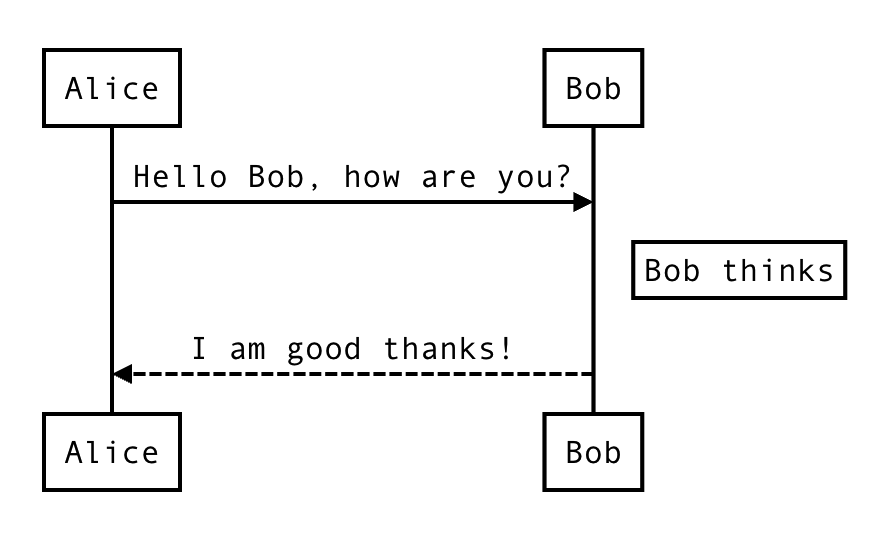 Alice
Bob
Hello Bob, how are you?
Bob thinks
I am good thanks!
Alice
Bob